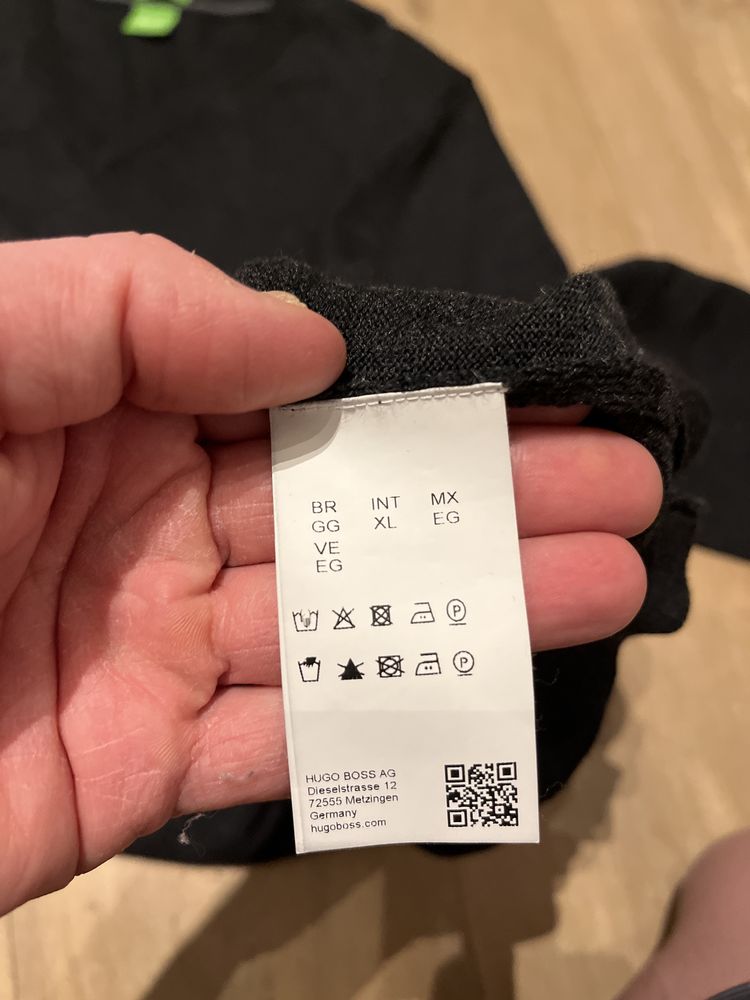 BR INT MX
GG XL EG
VE
EG
P
P
HUGO BOSS AG
Dieselstrasse 12
72555 Metzingen
Germany
hugoboss.com